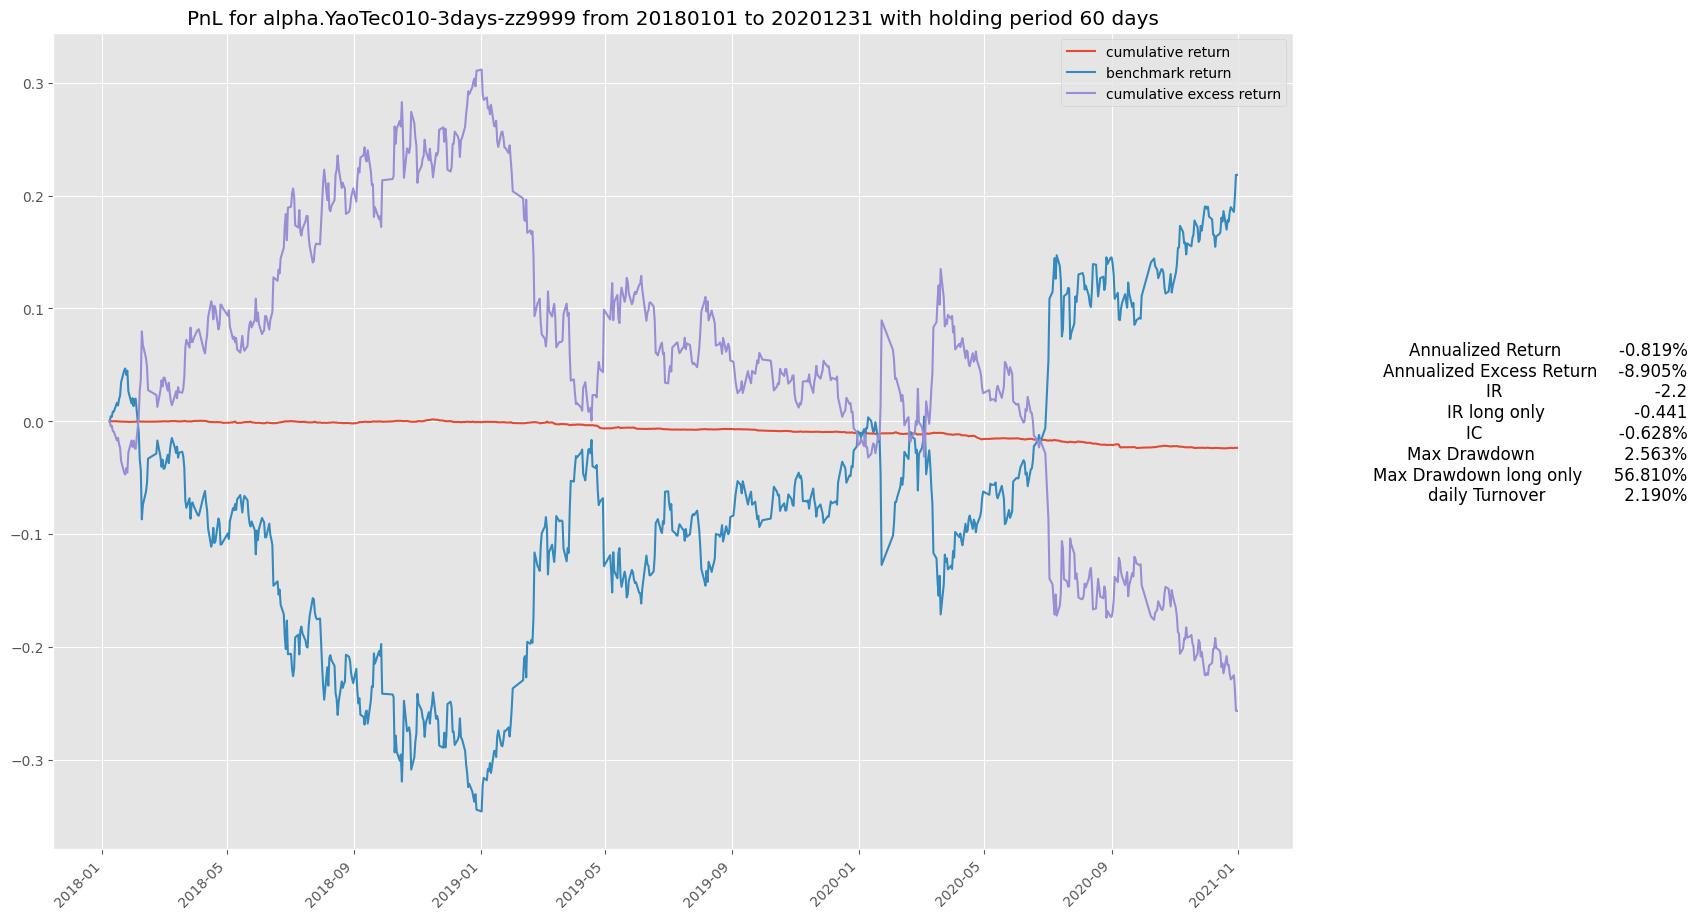 PnL for alpha.YaoTec010-3days-zz9999 from 20180101 to 20201231 with holding period 60 days
cumulative return
benchmark return
cumulative excess return
0.3
0.2
0.1
0.0
−0.1
−0.2
−0.3
2018-01
2018-05
2018-09
2019-01
2019-05
2019-09
2020-01
2020-05
2020-09
2021-01
Annualized Return -0.819%
Annualized Excess Return -8.905%
IR -2.2
IR long only -0.441
IC -0.628%
Max Drawdown 2.563%
Max Drawdown long only 56.810%
daily Turnover 2.190%